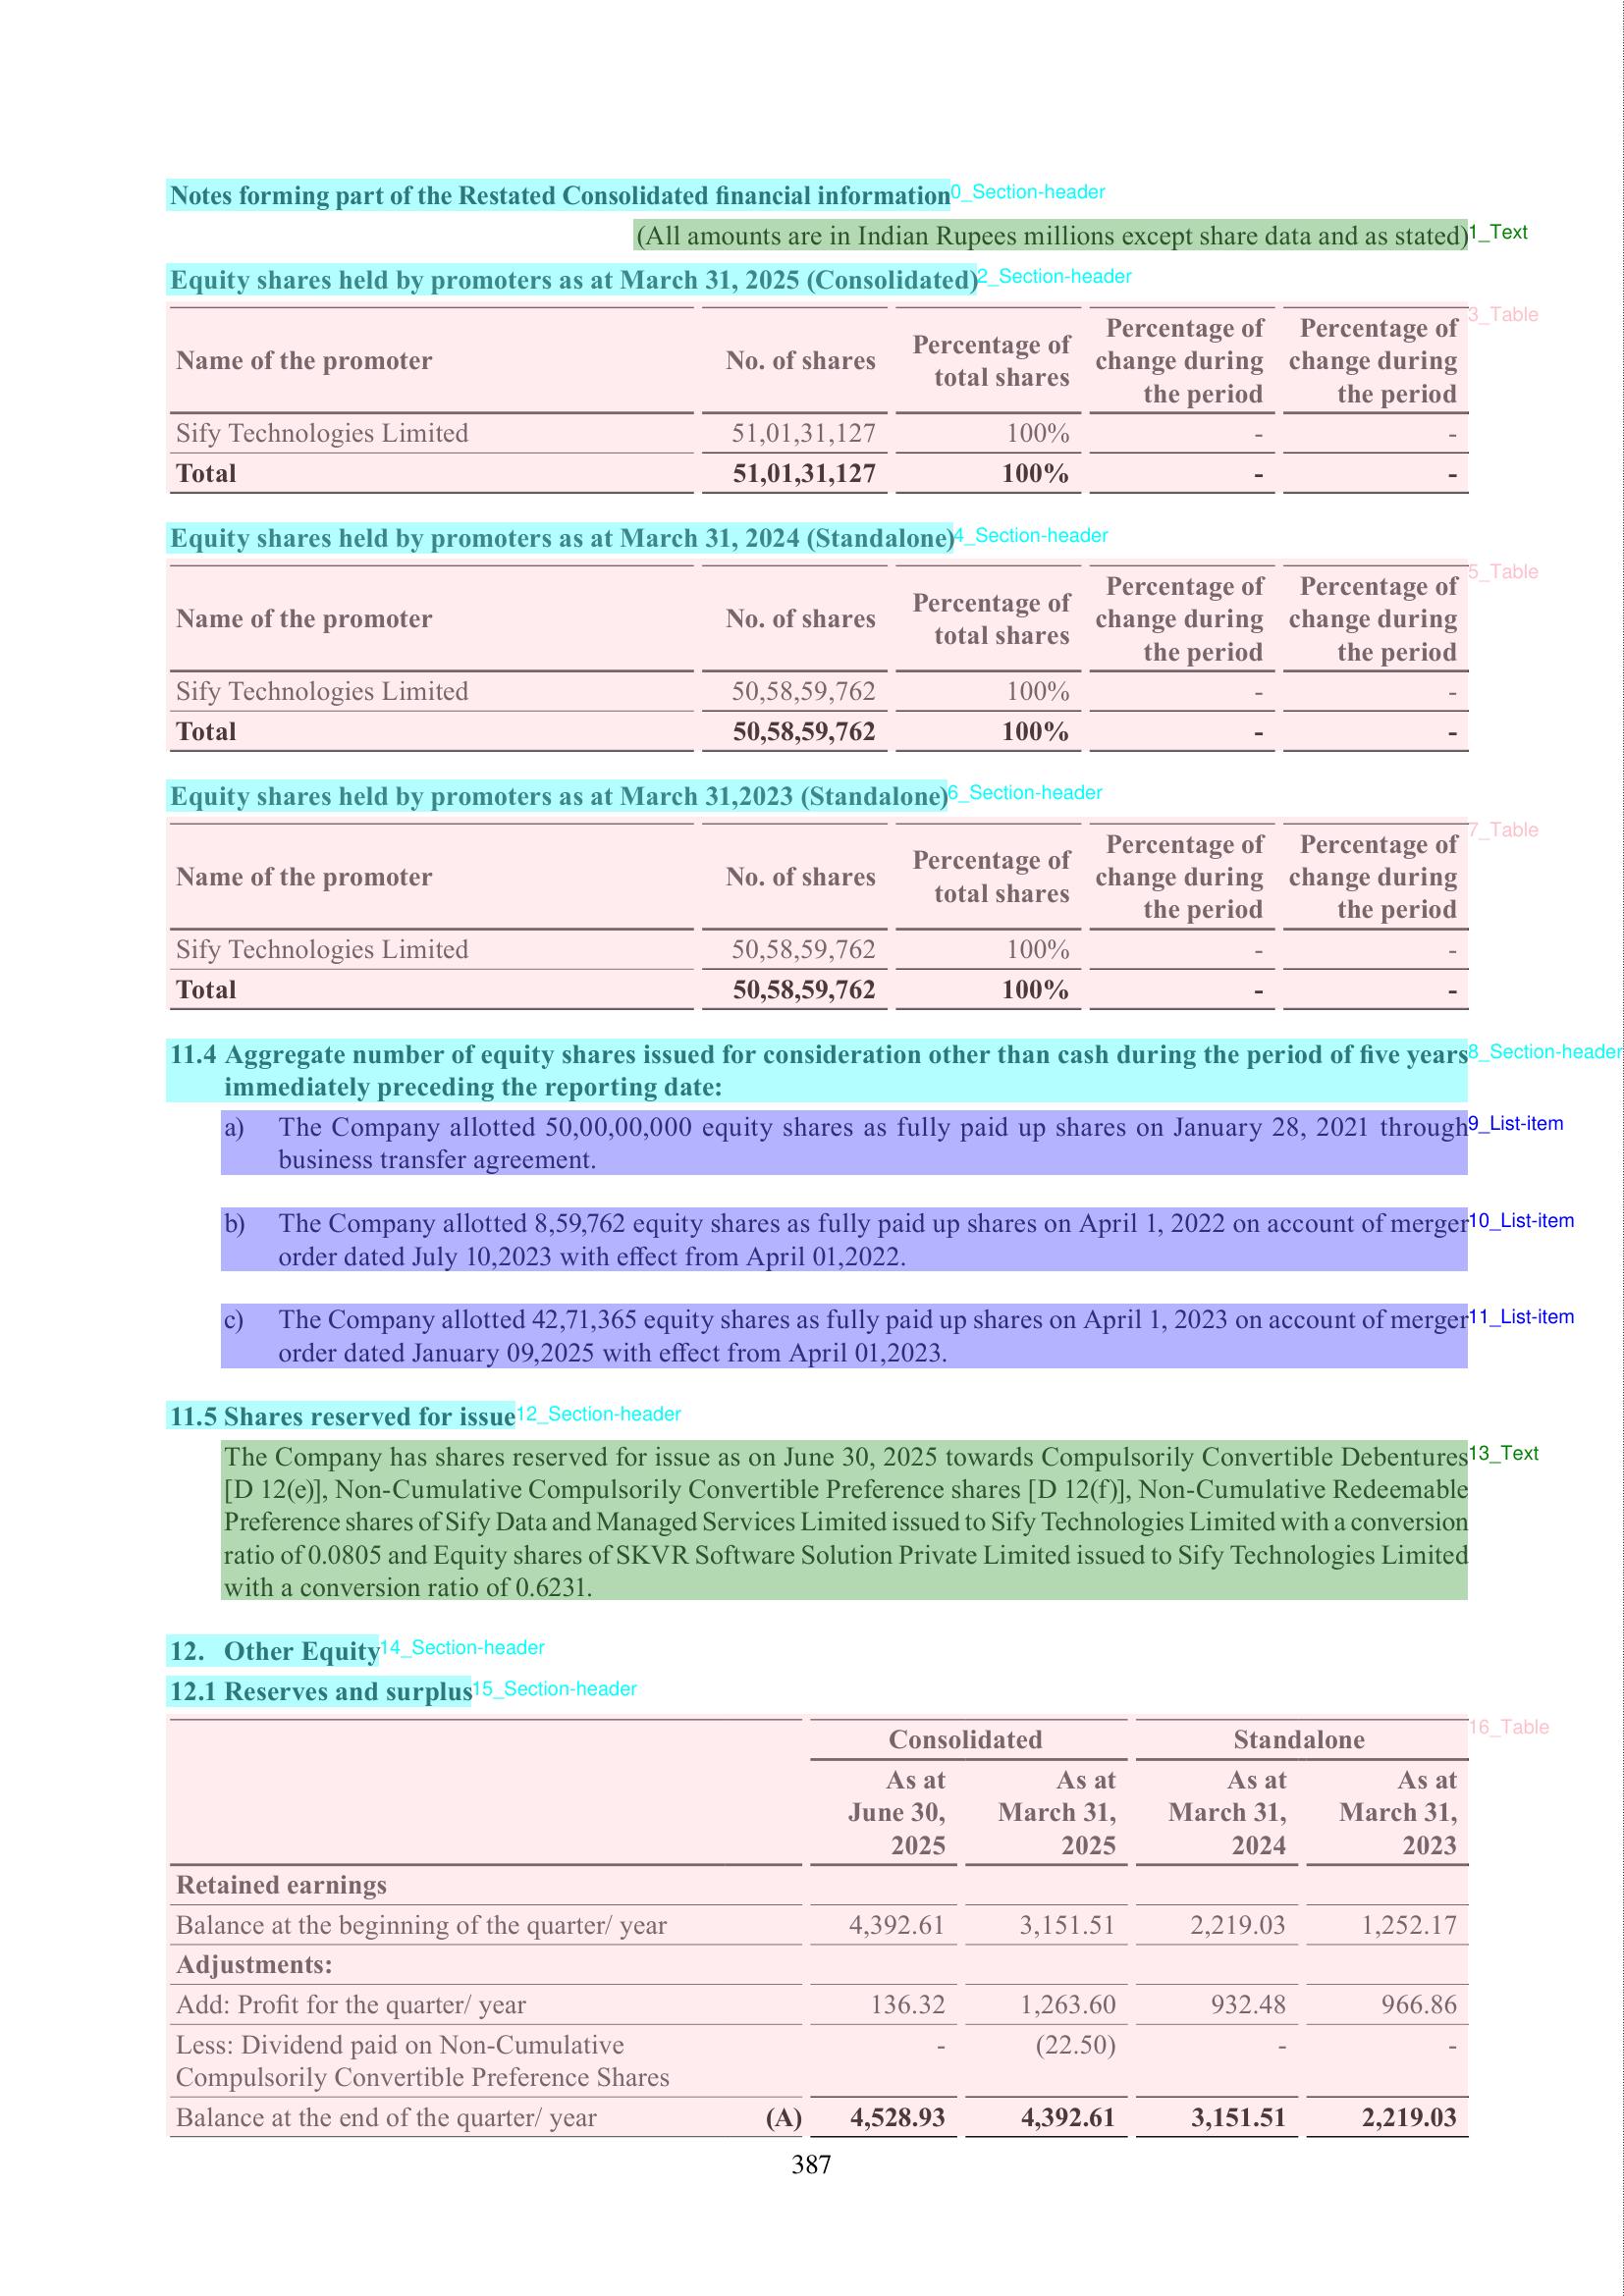 Notes forming part of the Restated Consolidated financial information 0_Section-header
(All amounts are in Indian Rupees millions except share data and as stated) 1_Text
Equity shares held by promoters as at March 31, 2025 (Consolidated) 2_Section-header
3_Table
Name of the promoter No. of shares Percentage of total shares Percentage of change during the period Percentage of change during the period
Sify Technologies Limited 51,01,31,127 100% - -
Total 51,01,31,127 100% - -
Equity shares held by promoters as at March 31, 2024 (Standalone) 4_Section-header
5_Table
Name of the promoter No. of shares Percentage of total shares Percentage of change during the period Percentage of change during the period
Sify Technologies Limited 50,58,59,762 100% - -
Total 50,58,59,762 100% - -
Equity shares held by promoters as at March 31,2023 (Standalone) 6_Section-header
7_Table
Name of the promoter No. of shares Percentage of total shares Percentage of change during the period Percentage of change during the period
Sify Technologies Limited 50,58,59,762 100% - -
Total 50,58,59,762 100% - -
11.4 Aggregate number of equity shares issued for consideration other than cash during the period of five years 8_Section-header
immediately preceding the reporting date:
a) The Company allotted 50,00,00,000 equity shares as fully paid up shares on January 28, 2021 through 9_List-item
business transfer agreement.
b) The Company allotted 8,59,762 equity shares as fully paid up shares on April 1, 2022 on account of merger 10_List-item
order dated July 10,2023 with effect from April 01,2022.
c) The Company allotted 42,71,365 equity shares as fully paid up shares on April 1, 2023 on account of merger 11_List-item
order dated January 09,2025 with effect from April 01,2023.
11.5 Shares reserved for issue 12_Section-header
The Company has shares reserved for issue as on June 30, 2025 towards Compulsorily Convertible Debentures 13_Text
[D 12(e)], Non-Cumulative Compulsorily Convertible Preference shares [D 12(f)], Non-Cumulative Redeemable
Preference shares of Sify Data and Managed Services Limited issued to Sify Technologies Limited with a conversion
ratio of 0.0805 and Equity shares of SKVR Software Solution Private Limited issued to Sify Technologies Limited
with a conversion ratio of 0.6231.
12. Other Equity 14_Section-header
12.1 Reserves and surplus 15_Section-header
16_Table
Consolidated Standalone
As at As at As at As at
June 30, March 31, March 31, March 31,
2025 2025 2024 2023
Retained earnings
Balance at the beginning of the quarter/ year 4,392.61 3,151.51 2,219.03 1,252.17
Adjustments:
Add: Profit for the quarter/ year 136.32 1,263.60 932.48 966.86
Less: Dividend paid on Non-Cumulative - (22.50) - -
Compulsorily Convertible Preference Shares
Balance at the end of the quarter/ year (A) 4,528.93 4,392.61 3,151.51 2,219.03
387